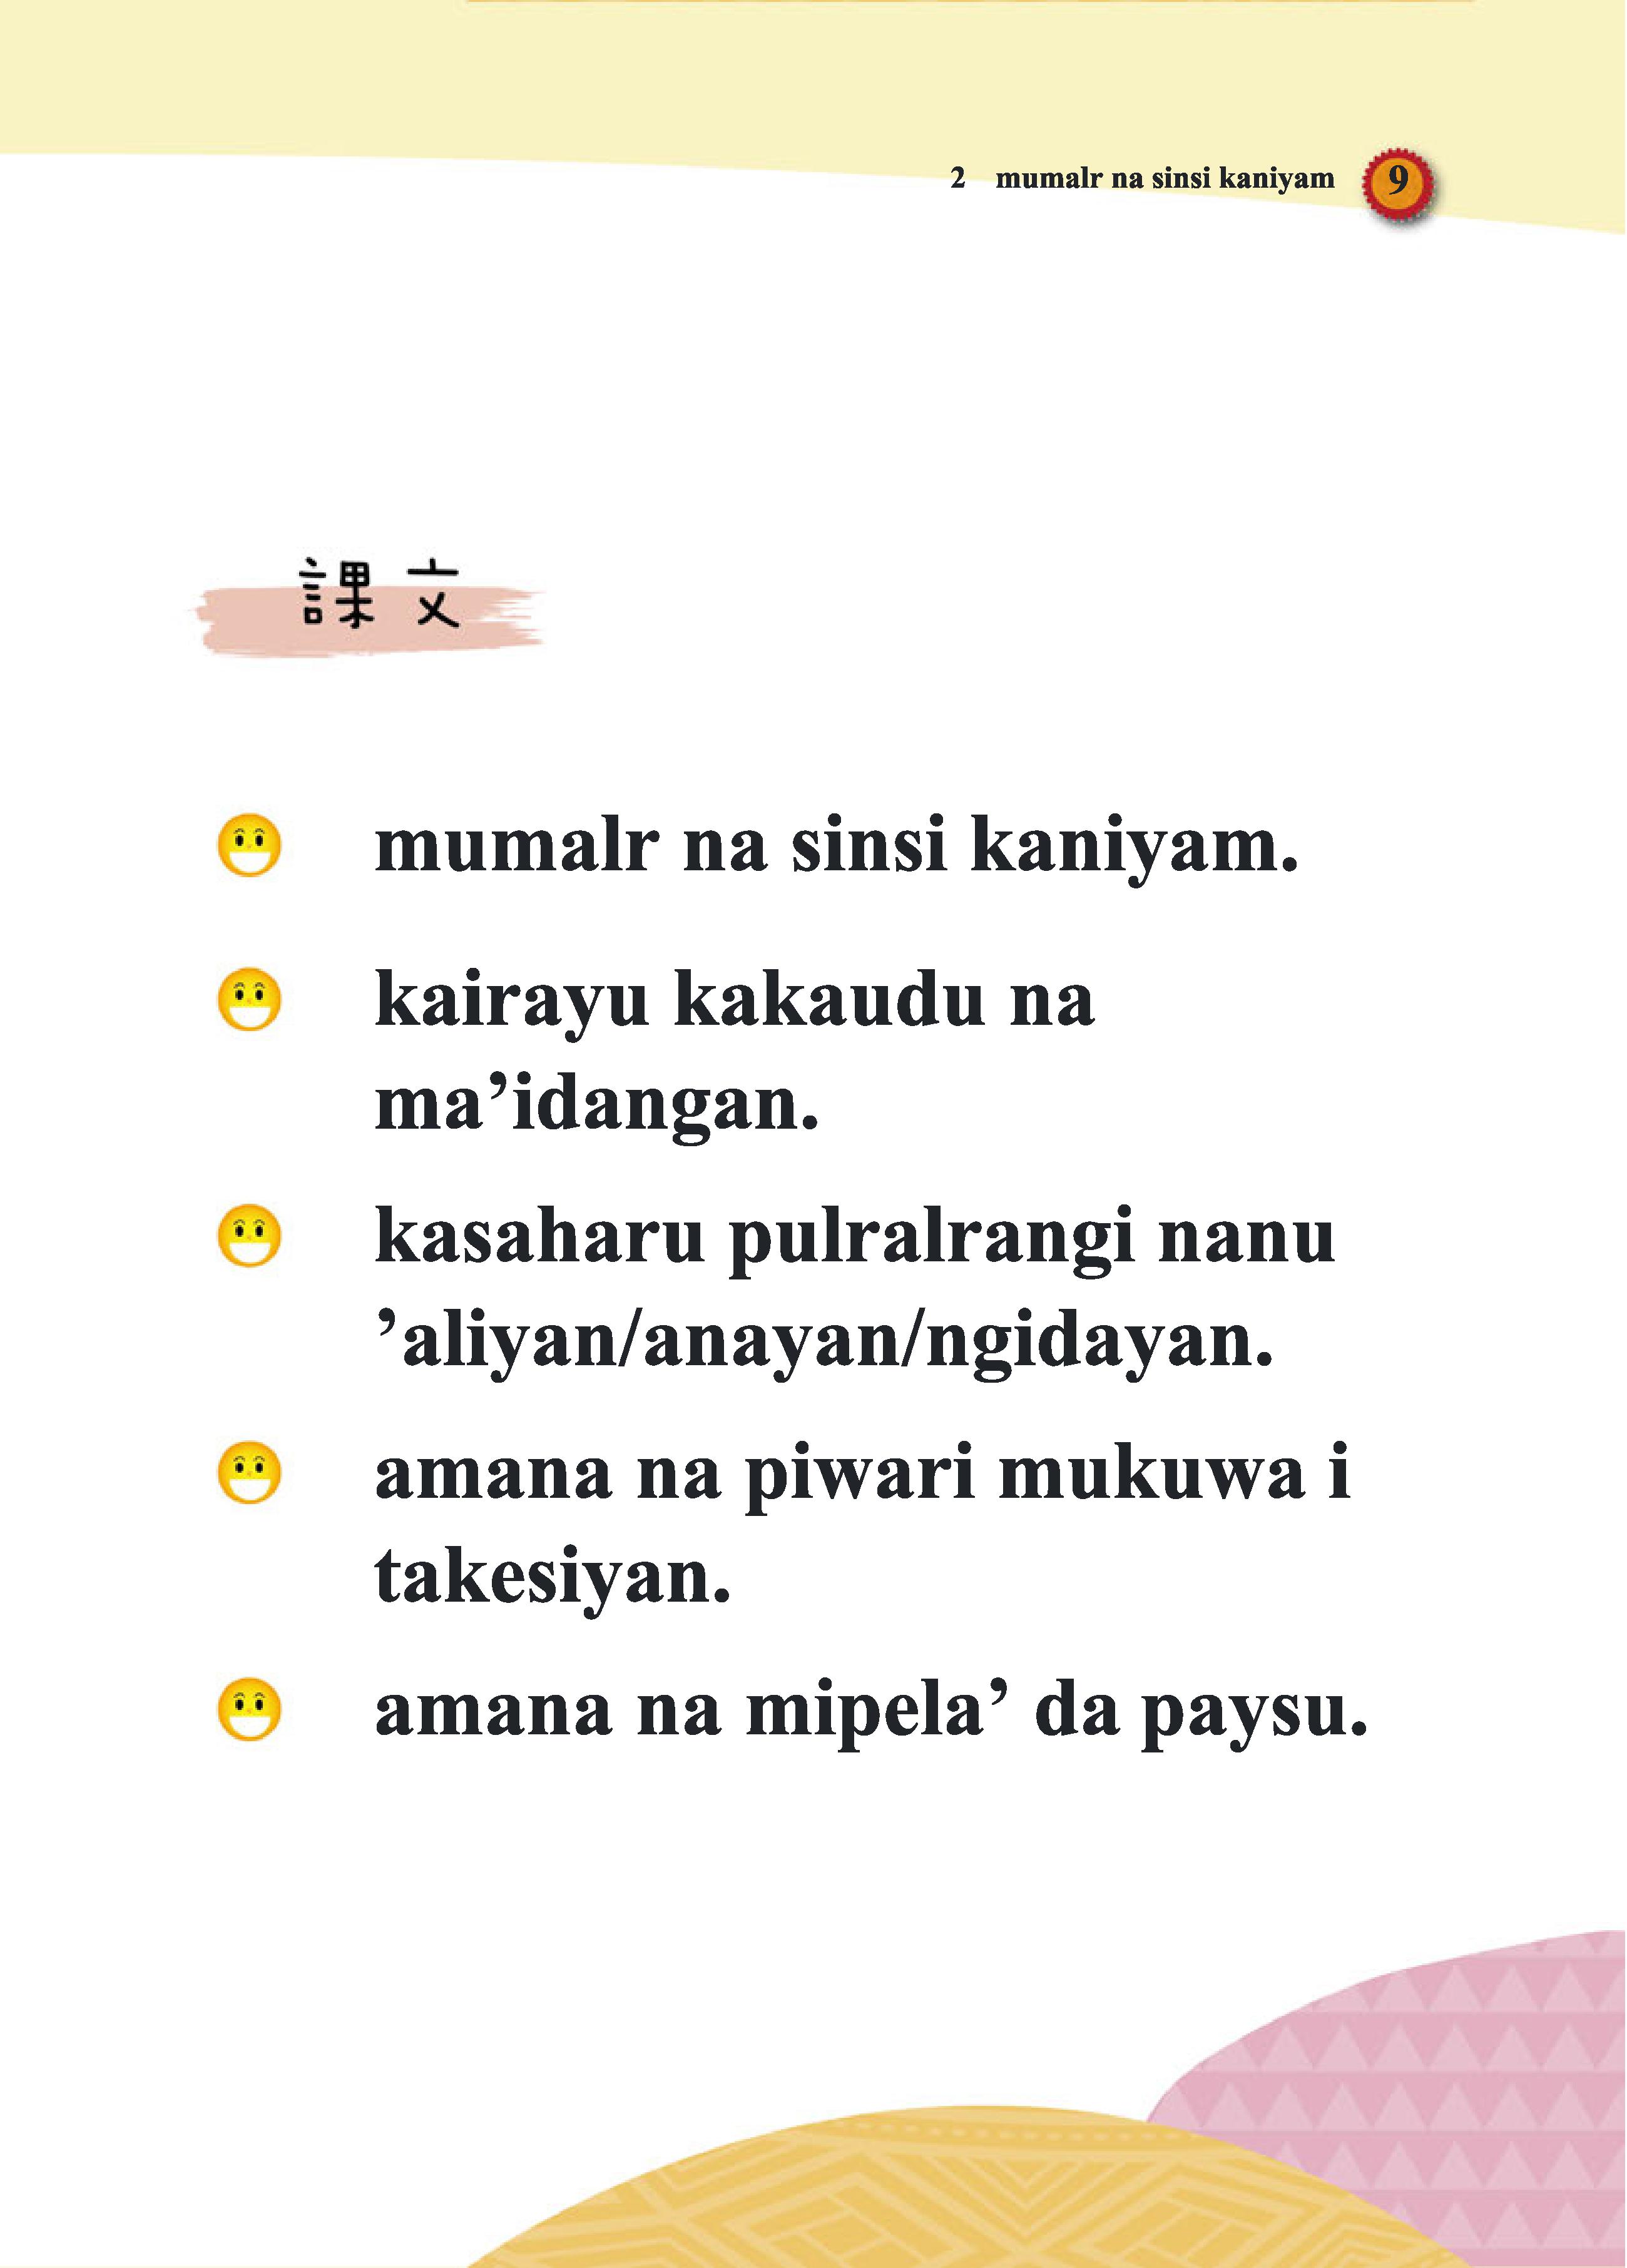 2 mumalr na sinsi kaniyam 9
課文
mumalr na sinsi kaniyam.
kairayu kakaudu na
ma’idangan.
kasaharu pulralrangi nanu
’aliyan/anayan/ngidayan.
amana na piwari mukuwa i
takesiyan.
amana na mipela’ da paysu.